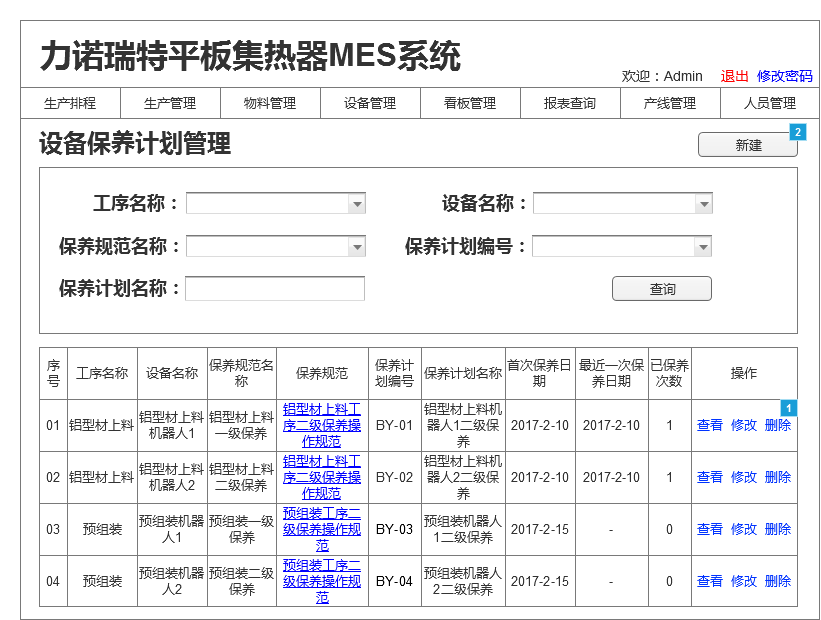 力诺瑞特平板集热器MES系统
欢迎：Admin 退出 修改密码
生产排程 生产管理 物料管理 设备管理 看板管理 报表查询 产线管理 人员管理
设备保养计划管理
新建
2
工序名称： 设备名称：
保养规范名称： 保养计划编号：
保养计划名称： 查询
序号 工序名称 设备名称 保养规范名称 保养规范 保养计划编号 保养计划名称 首次保养日期 最近一次保养日期 已保养次数 操作
1
01 铝型材上料 铝型材上料机器人1 铝型材上料一级保养 铝型材上料工序二级保养操作规范 BY-01 铝型材上料机器人1二级保养 2017-2-10 2017-2-10 1 查看 修改 删除
02 铝型材上料 铝型材上料机器人2 铝型材上料二级保养 铝型材上料工序二级保养操作规范 BY-02 铝型材上料机器人2二级保养 2017-2-10 2017-2-10 1 查看 修改 删除
03 预组装 预组装机器人1 预组装一级保养 预组装工序二级保养操作规范 BY-03 预组装机器人1二级保养 2017-2-15 - 0 查看 修改 删除
04 预组装 预组装机器人2 预组装二级保养 预组装工序二级保养操作规范 BY-04 预组装机器人2二级保养 2017-2-15 - 0 查看 修改 删除